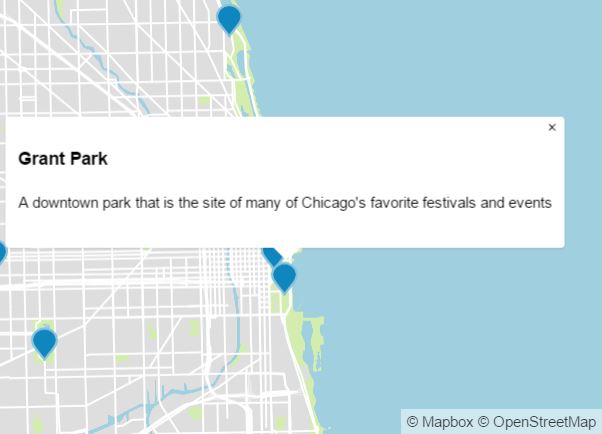 ×
Grant Park
A downtown park that is the site of many of Chicago's favorite festivals and events
© Mapbox © OpenStreetMap